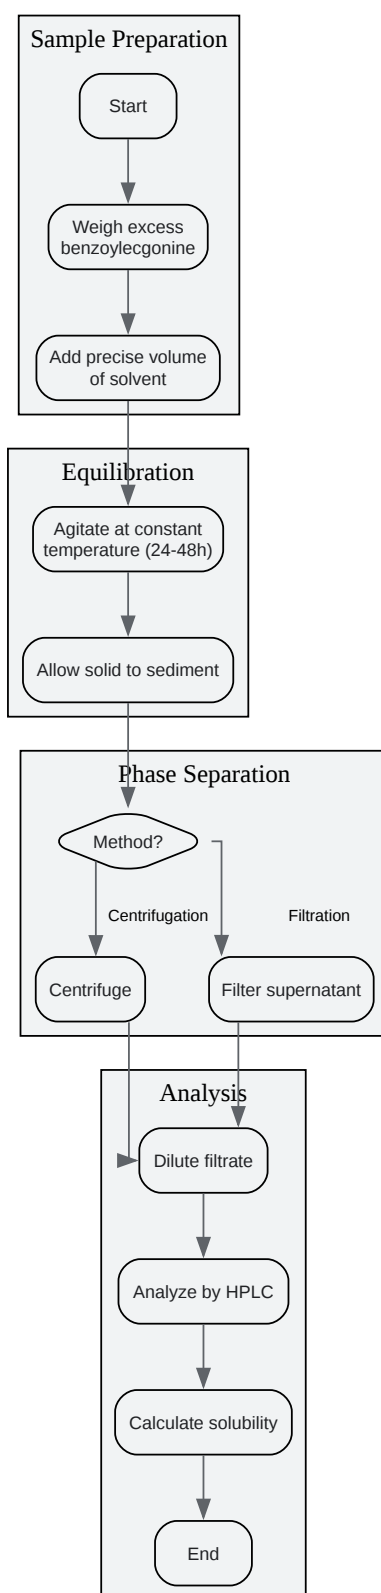 Sample Preparation
Start
Weigh excess
benzoylecgonine
Add precise volume
of solvent
Equilibration
Agitate at constant
temperature (24-48h)
Allow solid to sediment
Phase Separation
Method?
Centrifugation
Filtration
Centrifuge
Filter supernatant
Analysis
Dilute filtrate
Analyze by HPLC
Calculate solubility
End